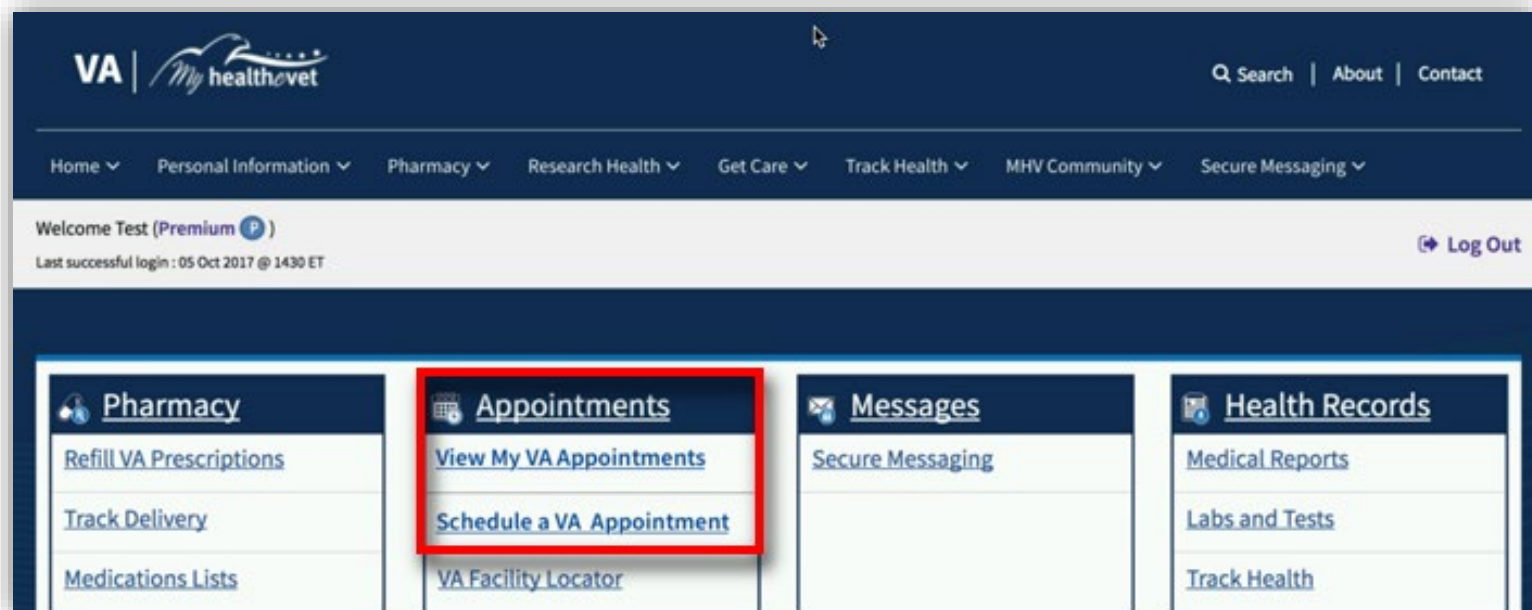 VA | My healthevet
Search | About | Contact
Home Personal Information Pharmacy Research Health Get Care Track Health MHV Community Secure Messaging
Welcome Test (Premium P)
Last successful login : 05 Oct 2017 @ 1430 ET
Log Out
Pharmacy
Refill VA Prescriptions
Track Delivery
Medications Lists
Appointments
View My VA Appointments
Schedule a VA Appointment
VA Facility Locator
Messages
Secure Messaging
Health Records
Medical Reports
Labs and Tests
Track Health